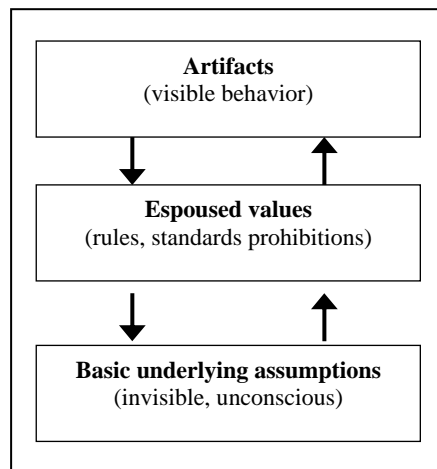 Artifacts
(visible behavior)
Espoused values
(rules, standards prohibitions)
Basic underlying assumptions
(invisible, unconscious)